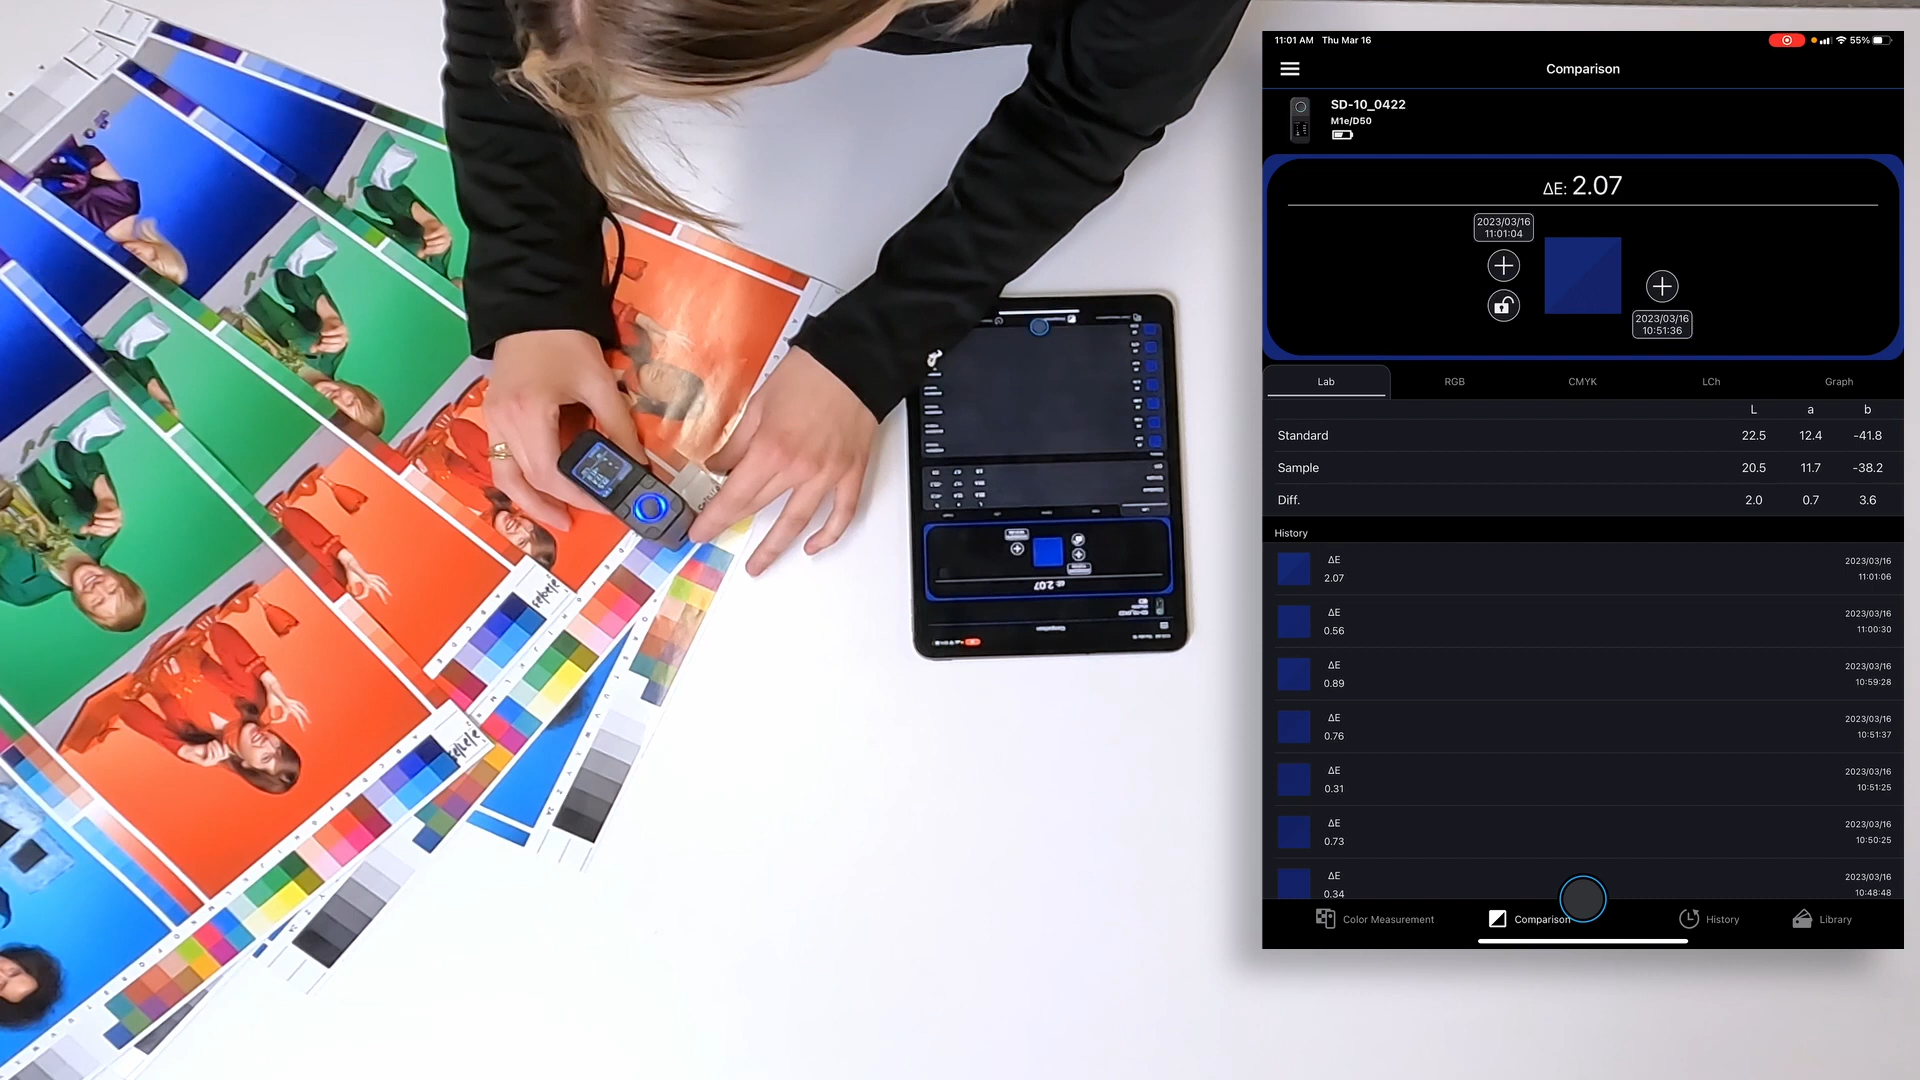 11:01 AM Thu Mar 16
55%
Comparison
SD-10_0422
M1e/D50
ΔE: 2.07
2023/03/16
11:01:04
2023/03/16
10:51:36
Lab RGB CMYK LCh Graph
L a b
Standard 22.5 12.4 -41.8
Sample 20.5 11.7 -38.2
Diff. 2.0 0.7 3.6
History
ΔE 2023/03/16
2.07 11:01:06
ΔE 2023/03/16
0.56 11:00:30
ΔE 2023/03/16
0.89 10:59:28
ΔE 2023/03/16
0.76 10:51:37
ΔE 2023/03/16
0.31 10:51:25
ΔE 2023/03/16
0.73 10:50:25
ΔE 2023/03/16
0.34 10:48:48
Color Measurement Comparison History Library
ΔE: 2.07
Comparison